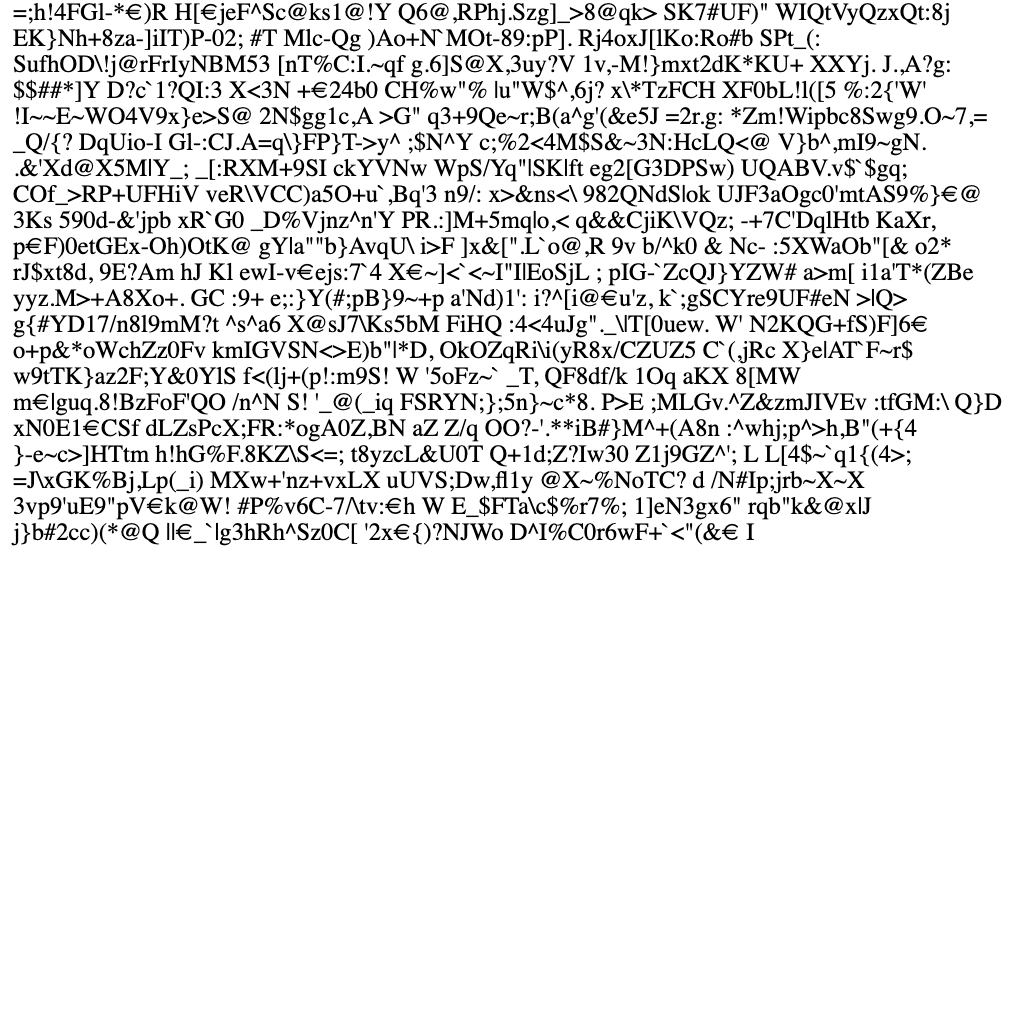 =;h!4FGl-*€)R H[€jeF^Sc@ks1@!Y Q6@,RPhj.Szg]_>8@qk> SK7#UF)" WIQtVyQzxQt:8j
EK}Nh+8za-]iIT)P-02; #T Mlc-Qg )Ao+N`MOt-89:pP]. Rj4oxJ[lKo:Ro#b SPt_(:
SufhOD\!j@rFrIyNBM53 [nT%C:I.~qf g.6]S@X,3uy?V 1v,-M!}mxt2dK*KU+ XXYj. J.,A?g:
$$##*]Y D?c`1?QI:3 X<3N +€24b0 CH%w"% |u"W$^,6j? x\*TzFCH XF0bL!l([5 %:2{'W'
!I~~E~WO4V9x}e>S@ 2N$gg1c,A >G" q3+9Qe~r;B(a^g'(&e5J =2r.g: *Zm!Wipbc8Swg9.O~7,=
_Q/{? DqUio-I Gl-:CJ.A=q\}FP}T->y^ ;$N^Y c;%2<4M$S&~3N:HcLQ<@ V}b^,mI9~gN.
.&'Xd@X5M|Y_; _[:RXM+9SI ckYVNw WpS/Yq"|SK|ft eg2[G3DPSw) UQABV.v$`$gq;
COf_>RP+UFHiV veR\VCC)a5O+u`,Bq'3 n9/: x>&ns<\ 982QNdS|ok UJF3aOgc0'mtAS9%}€@
3Ks 590d-&'jpb xR`G0 _D%Vjnz^n'Y PR.:]M+5mq|o,< q&&CjiK\VQz; -+7C'DqlHtb KaXr,
p€F)0etGEx-Oh)OtK@ gY|a""b}AvqU\ i>F ]x&[".L`o@,R 9v b/^k0 & Nc- :5XWaOb"[& o2*
rJ$xt8d, 9E?Am hJ Kl ewI-v€ejs:7`4 X€~]<`<~I"I|EoSjL ; pIG-`ZcQJ}YZW# a>m[ i1a'T*(ZBe
yyz.M>+A8Xo+. GC :9+ e;:}Y(#;pB}9~+p a'Nd)1': i?^[i@€u'z, k`;gSCYre9UF#eN >|Q>
g{#YD17/n8l9mM?t ^s^a6 X@sJ7\Ks5bM FiHQ :4<4uJg"._\|T[0uew. W' N2KQG+fS)F]6€
o+p&*oWchZz0Fv kmIGVSN<>E)b"|*D, OkOZqRi\i(yR8x/CZUZ5 C`(,jRc X}e|AT`F~r$
w9tTK}az2F;Y&0YlS f<(lj+(p!:m9S! W '5oFz~` _T, QF8df/k 1Oq aKX 8[MW
m€|guq.8!BzFoF'QO /n^N S! '_@(_iq FSRYN;};5n}~c*8. P>E ;MLGv.^Z&zmJIVEv :tfGM:\ Q}D
xN0E1€CSf dLZsPcX;FR:*ogA0Z,BN aZ Z/q OO?-'.**iB#}M^+(A8n :^whj;p^>h,B"(+{4
}-e~c>]HTtm h!hG%F.8KZ\S<=; t8yzcL&U0T Q+1d;Z?Iw30 Z1j9GZ^'; L L[4$~`q1{(4>;
=J\xGK%Bj,Lp(_i) MXw+'nz+vxLX uUVS;Dw,fl1y @X~%NoTC? d /N#Ip;jrb~X~X
3vp9'uE9"pV€k@W! #P%v6C-7/\tv:€h W E_$FTa\c$%r7%; 1]eN3gx6" rqb"k&@x|J
j}b#2cc)(*@Q ||€_`|g3hRh^Sz0C[ '2x€{)?NJWo D^I%C0r6wF+`<"(&€ I